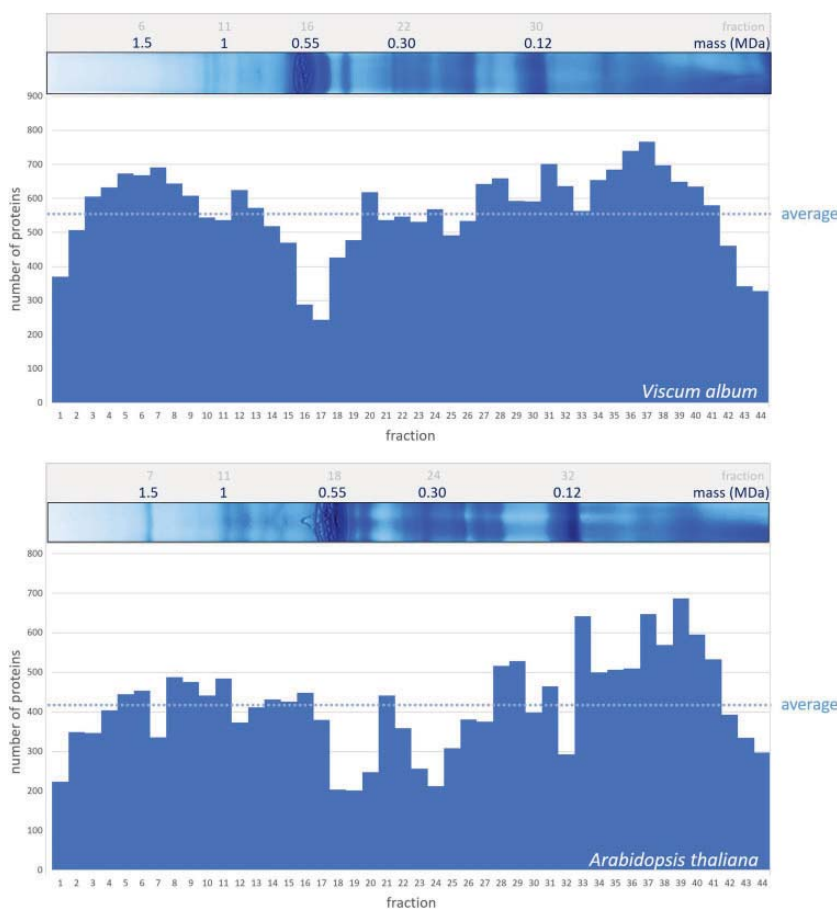 6 11 16 22 30 fraction
1.5 1 0.55 0.30 0.12 mass (MDa)
900
800
700
600
500
400
300
200
100
0
number of proteins
average
Viscum album
1 2 3 4 5 6 7 8 9 10 11 12 13 14 15 16 17 18 19 20 21 22 23 24 25 26 27 28 29 30 31 32 33 34 35 36 37 38 39 40 41 42 43 44
fraction
7 11 18 24 32 fraction
1.5 1 0.55 0.30 0.12 mass (MDa)
800
700
600
500
400
300
200
100
0
number of proteins
average
Arabidopsis thaliana
1 2 3 4 5 6 7 8 9 10 11 12 13 14 15 16 17 18 19 20 21 22 23 24 25 26 27 28 29 30 31 32 33 34 35 36 37 38 39 40 41 42 43 44
fraction